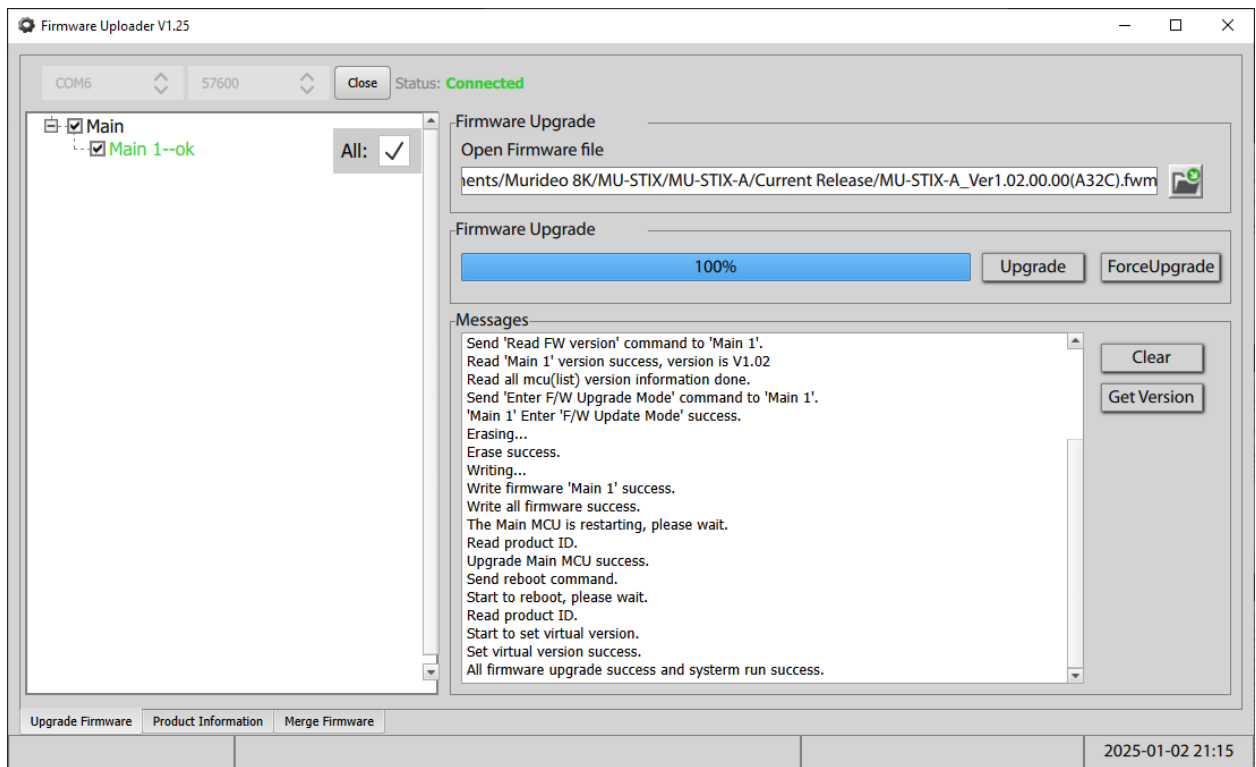 Firmware Uploader V1.25
COM6 57600 Close Status: Connected
Main
Main 1--ok
All:
Firmware Upgrade
Open Firmware file
nents/Murideo 8K/MU-STIX/MU-STIX-A/Current Release/MU-STIX-A_Ver1.02.00.00(A32C).fwm
Firmware Upgrade
100% Upgrade ForceUpgrade
Messages
Send 'Read FW version' command to 'Main 1'.
Read 'Main 1' version success, version is V1.02
Read all mcu(list) version information done.
Send 'Enter F/W Upgrade Mode' command to 'Main 1'.
'Main 1' Enter 'F/W Update Mode' success.
Erasing...
Erase success.
Writing...
Write firmware 'Main 1' success.
Write all firmware success.
The Main MCU is restarting, please wait.
Read product ID.
Upgrade Main MCU success.
Send reboot command.
Start to reboot, please wait.
Read product ID.
Start to set virtual version.
Set virtual version success.
All firmware upgrade success and systerm run success.
Clear
Get Version
Upgrade Firmware Product Information Merge Firmware
2025-01-02 21:15